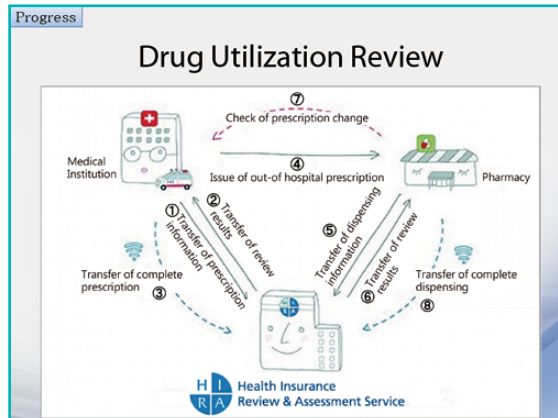 Progress
Drug Utilization Review
⑦
Check of prescription change
Medical
Institution
④
Issue of out-of hospital prescription
Pharmacy
①
Transfer of prescription
information
②
Transfer of review
results
⑤
Transfer of dispensing
information
⑥
Transfer of review
results
Transfer of complete
prescription
③
Transfer of complete
dispensing
⑧
HIRA
H I
R A
Health Insurance
Review & Assessment Service